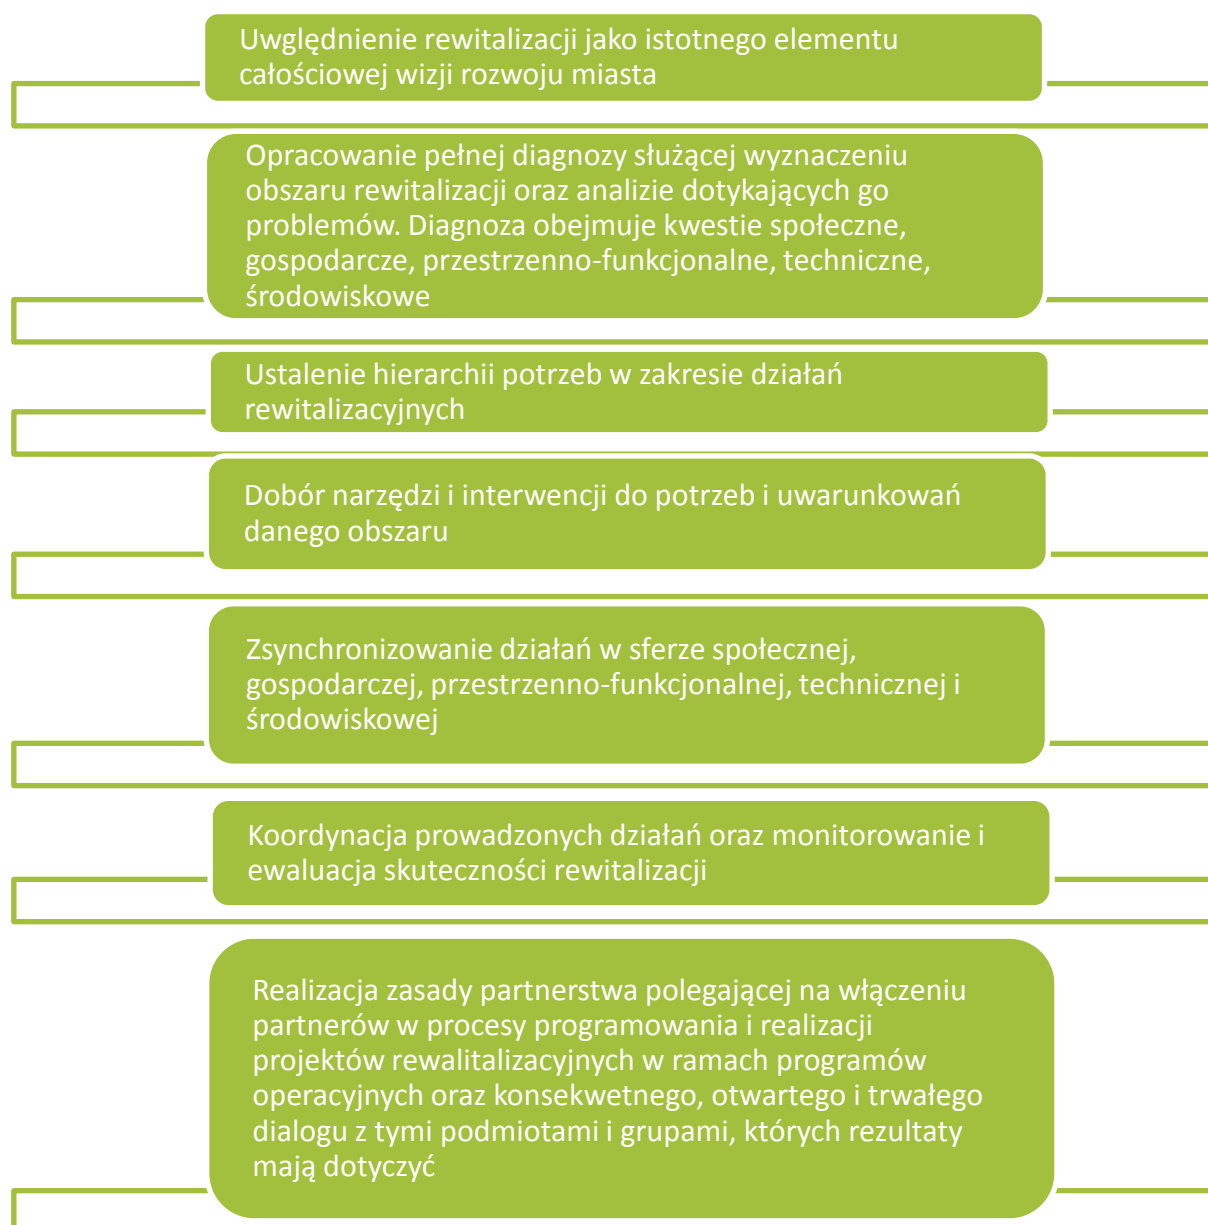 Uwględnienie rewitalizacji jako istotnego elementu
całościowej wizji rozwoju miasta
Opracowanie pełnej diagnozy służącej wyznaczeniu
obszaru rewitalizacji oraz analizie dotykających go
problemów. Diagnoza obejmuje kwestie społeczne,
gospodarcze, przestrzenno-funkcjonalne, techniczne,
środowiskowe
Ustalenie hierarchii potrzeb w zakresie działań
rewitalizacyjnych
Dobór narzędzi i interwencji do potrzeb i uwarunkowań
danego obszaru
Zsynchronizowanie działań w sferze społecznej,
gospodarczej, przestrzenno-funkcjonalnej, technicznej i
środowiskowej
Koordynacja prowadzonych działań oraz monitorowanie i
ewaluacja skuteczności rewitalizacji
Realizacja zasady partnerstwa polegającej na włączeniu
partnerów w procesy programowania i realizacji
projektów rewalitalizacyjnych w ramach programów
operacyjnych oraz konsekwetnego, otwartego i trwałego
dialogu z tymi podmiotami i grupami, których rezultaty
mają dotyczyć